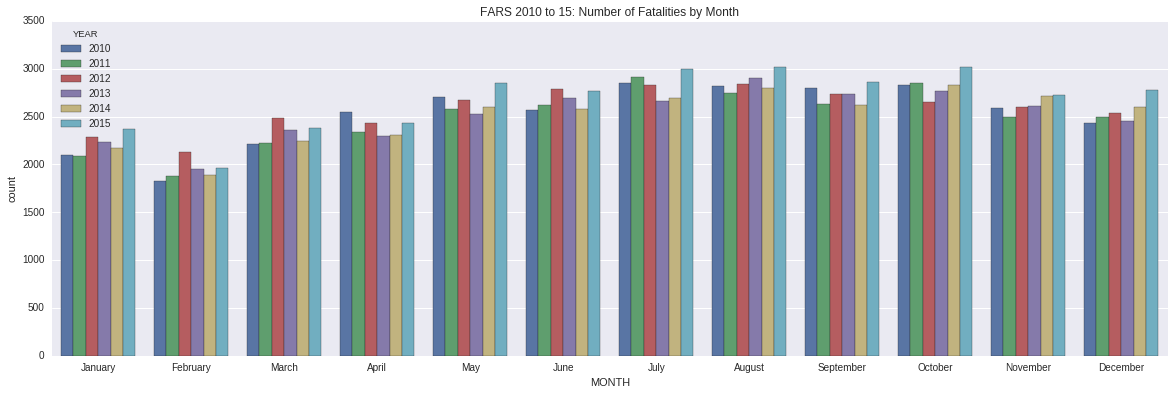 FARS 2010 to 15: Number of Fatalities by Month
3500
3000
2500
2000
1500
1000
500
0
count
YEAR
2010
2011
2012
2013
2014
2015
January February March April May June July August September October November December
MONTH